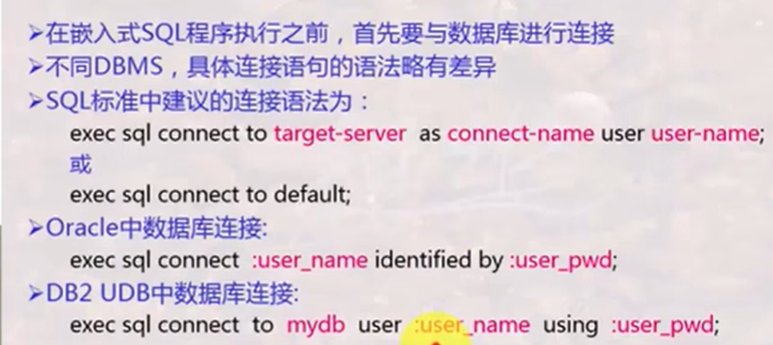 ➢在嵌入式SQL程序执行之前，首先要与数据库进行连接
➢不同DBMS，具体连接语句的语法略有差异
➢SQL标准中建议的连接语法为：
exec sql connect to target-server as connect-name user user-name;
或
exec sql connect to default;
➢Oracle中数据库连接:
exec sql connect :user_name identified by :user_pwd;
➢DB2 UDB中数据库连接:
exec sql connect to mydb user :user_name using :user_pwd;